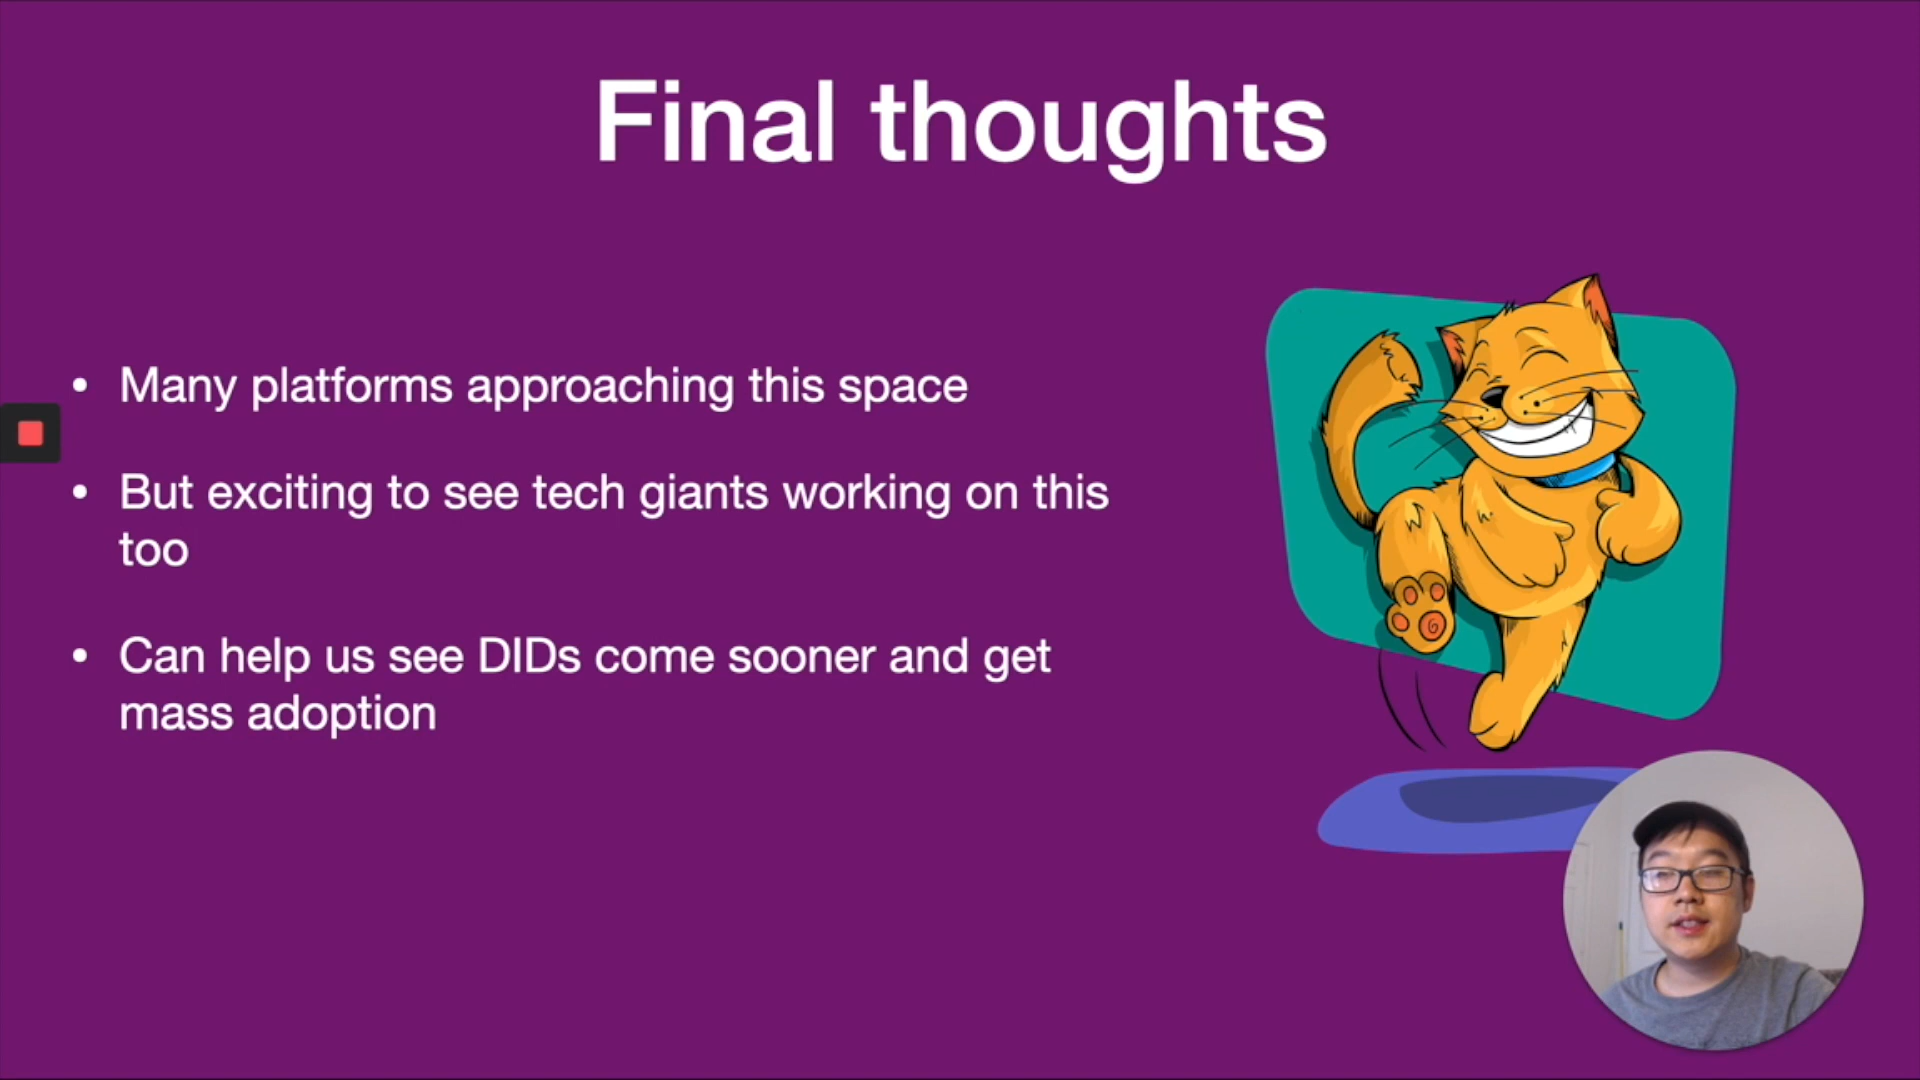 Final thoughts
• Many platforms approaching this space
• But exciting to see tech giants working on this
too
• Can help us see DIDs come sooner and get
mass adoption